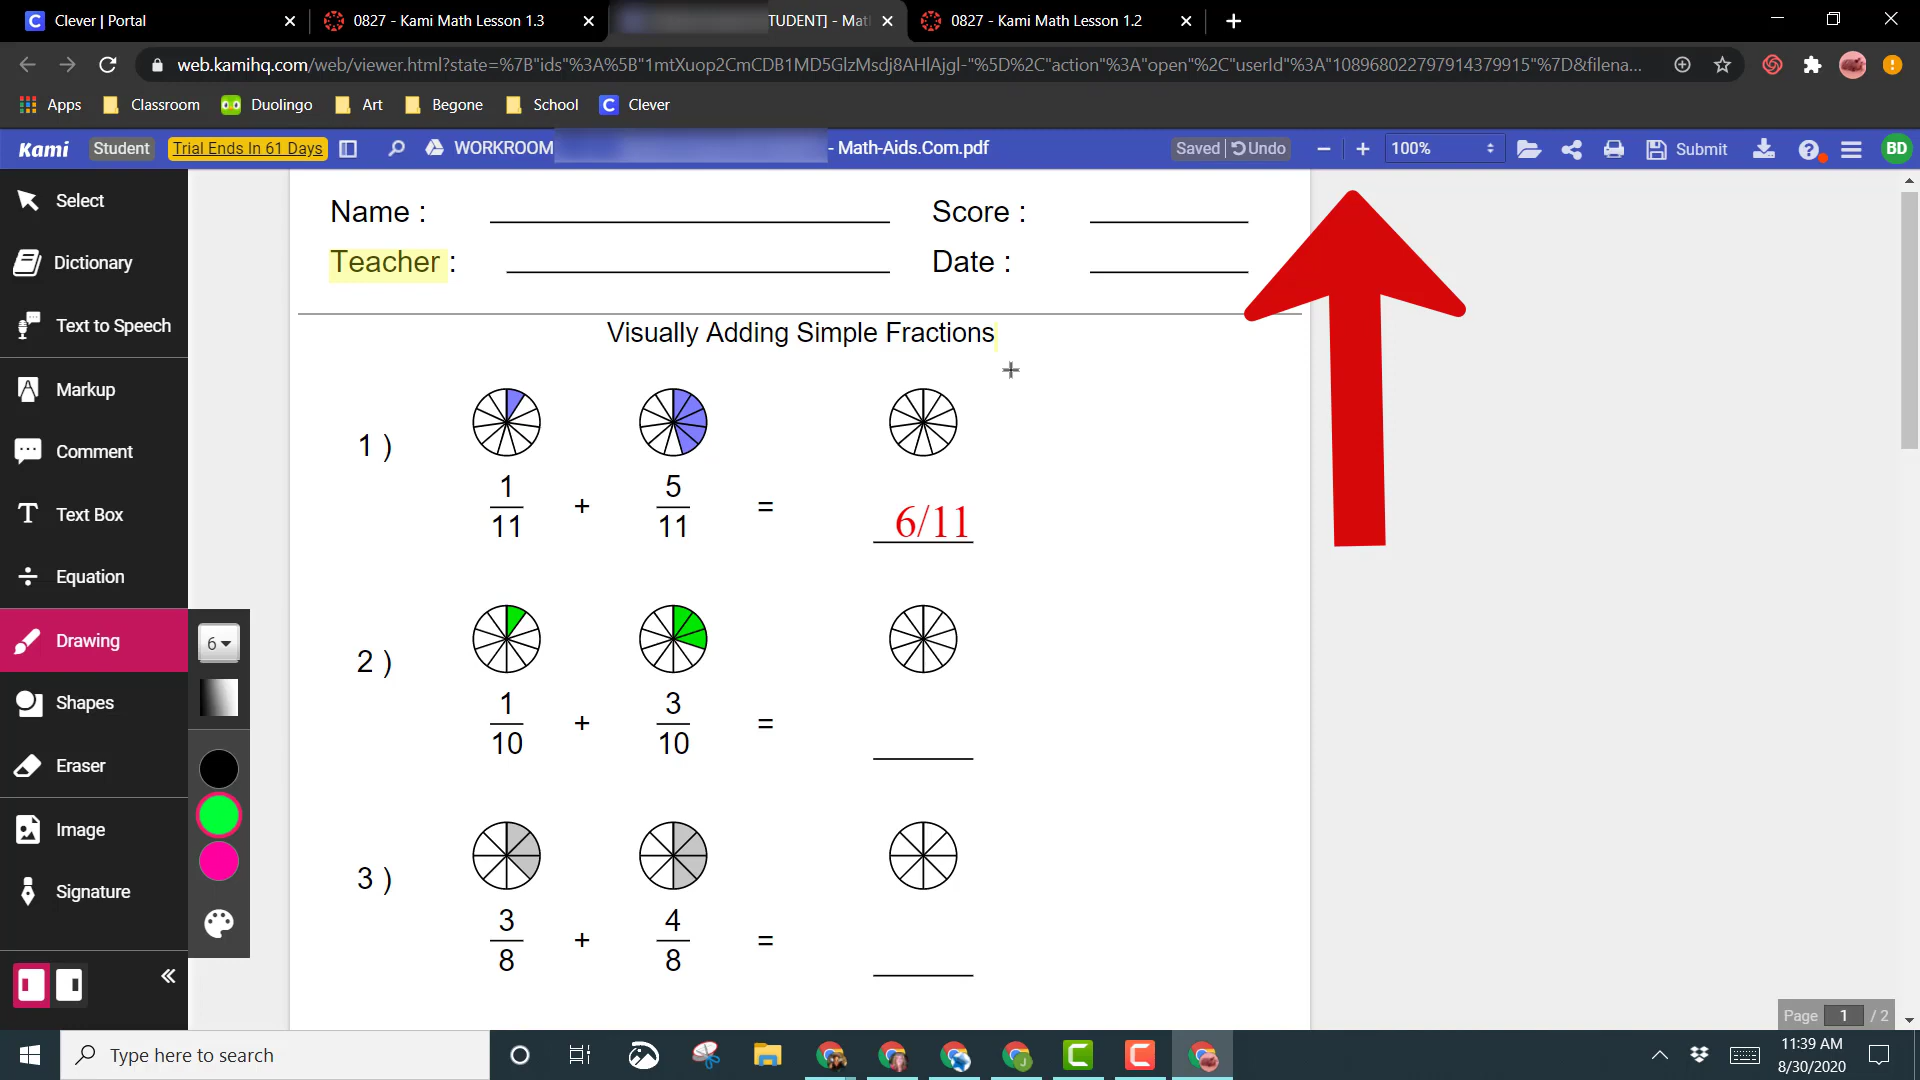 Clever | Portal
0827 - Kami Math Lesson 1.3
TUDENT] - Mat
0827 - Kami Math Lesson 1.2
web.kamihq.com/web/viewer.html?state=%7B"ids"%3A%5B"1mtXuop2CmCDB1MD5GlzMsdj8AHlAjgl-"%5D%2C"action"%3A"open"%2C"userId"%3A"108968022797914379915"%7D&filena...
Apps
Classroom
Duolingo
Art
Begone
School
Clever
Kami
Student
Trial Ends In 61 Days
WORKROOM
- Math-Aids.Com.pdf
Saved
Undo
100%
Submit
BD
Select
Dictionary
Text to Speech
Markup
Comment
Text Box
Equation
Drawing
Shapes
Eraser
Image
Signature
6
Name :
Score :
Teacher :
Date :
Visually Adding Simple Fractions
1 )
1
11
+
5
11
=
6/11
2 )
1
10
+
3
10
=
3 )
3
8
+
4
8
=
Page 1 / 2
Type here to search
11:39 AM
8/30/2020